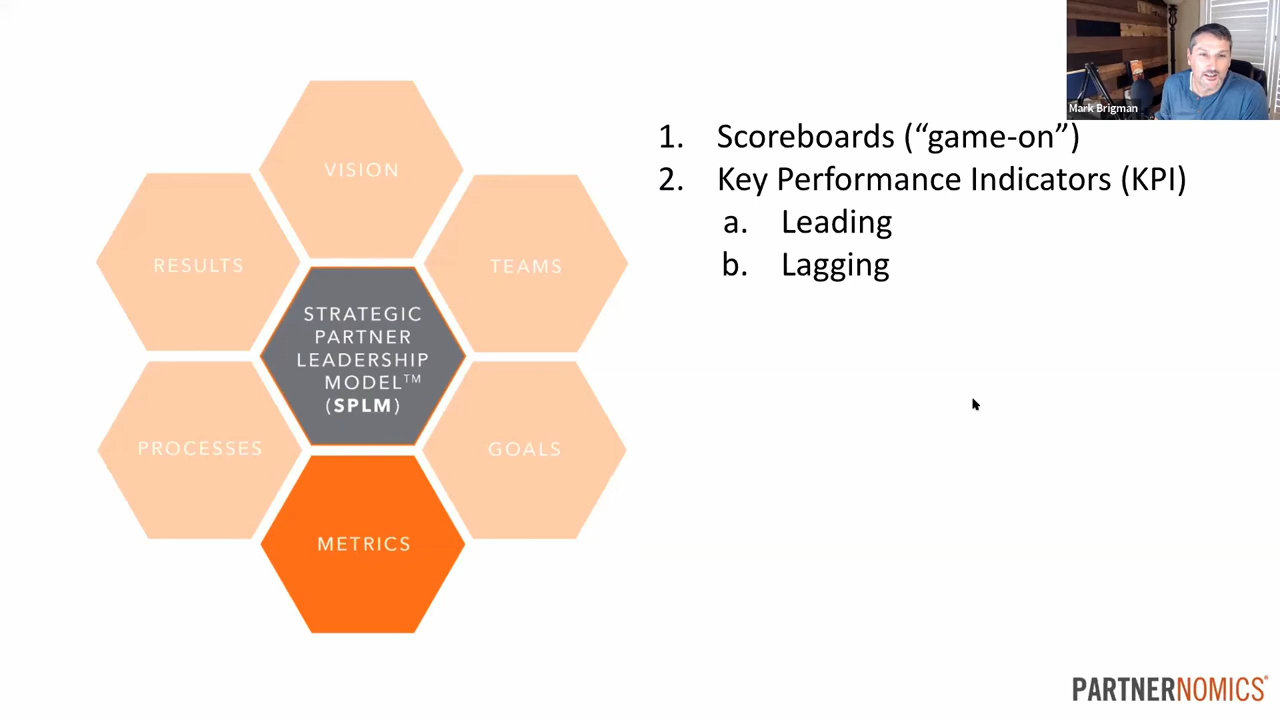 Mark Brigman
1. Scoreboards (“game-on”)
2. Key Performance Indicators (KPI)
a. Leading
b. Lagging
VISION
RESULTS
TEAMS
STRATEGIC
PARTNER
LEADERSHIP
MODEL™
(SPLM)
PROCESSES
GOALS
METRICS
PARTNERNOMICS®